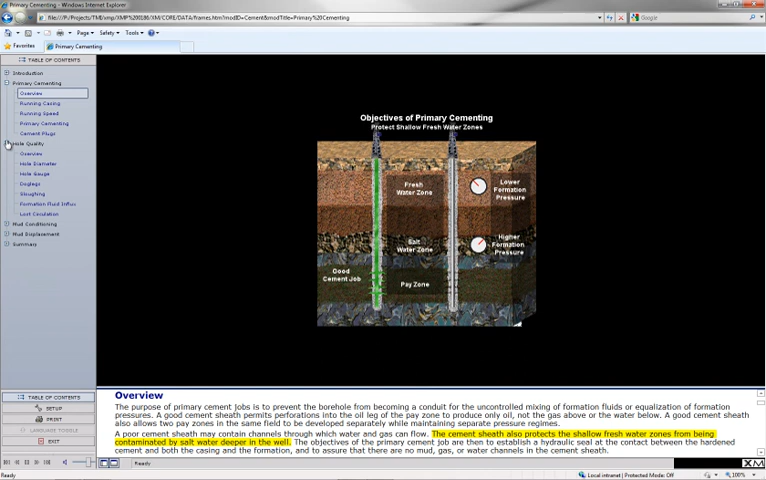 Primary Cementing - Windows Internet Explorer
Google
Page
Safety
Tools
Favorites
Primary Cementing
TABLE OF CONTENTS
Introduction
Primary Cementing
Overview
Running Casing
Running Speed
Primary Cementing
Cement Plugs
Hole Quality
Overview
Hole Diameter
Hole Gauge
Doglegs
Sloughing
Formation Fluid Influx
Lost Circulation
Mud Conditioning
Mud Displacement
Summary
Objectives of Primary Cementing
Protect Shallow Fresh Water Zones
Fresh
Water Zone
Lower
Formation
Pressure
Salt
Water Zone
Higher
Formation
Pressure
Good
Cement Job
Pay Zone
TABLE OF CONTENTS
SETUP
PRINT
LANGUAGE TOGGLE
EXIT
Overview
The purpose of primary cement jobs is to prevent the borehole from becoming a conduit for the uncontrolled mixing of formation fluids or equalization of formation
pressures. A good cement sheath permits perforations into the oil leg of the pay zone to produce only oil, not the gas above or the water below. A good cement sheath
also allows two pay zones in the same field to be developed separately while maintaining separate pressure regimes.
A poor cement sheath may contain channels through which water and gas can flow. The cement sheath also protects the shallow fresh water zones from being
contaminated by salt water deeper in the well. The objectives of the primary cement job are then to establish a hydraulic seal at the contact between the hardened
cement and both the casing and the formation, and to assure that there are no mud, gas, or water channels in the cement sheath.
Ready
XM
Ready
Local intranet | Protected Mode: Off
100%